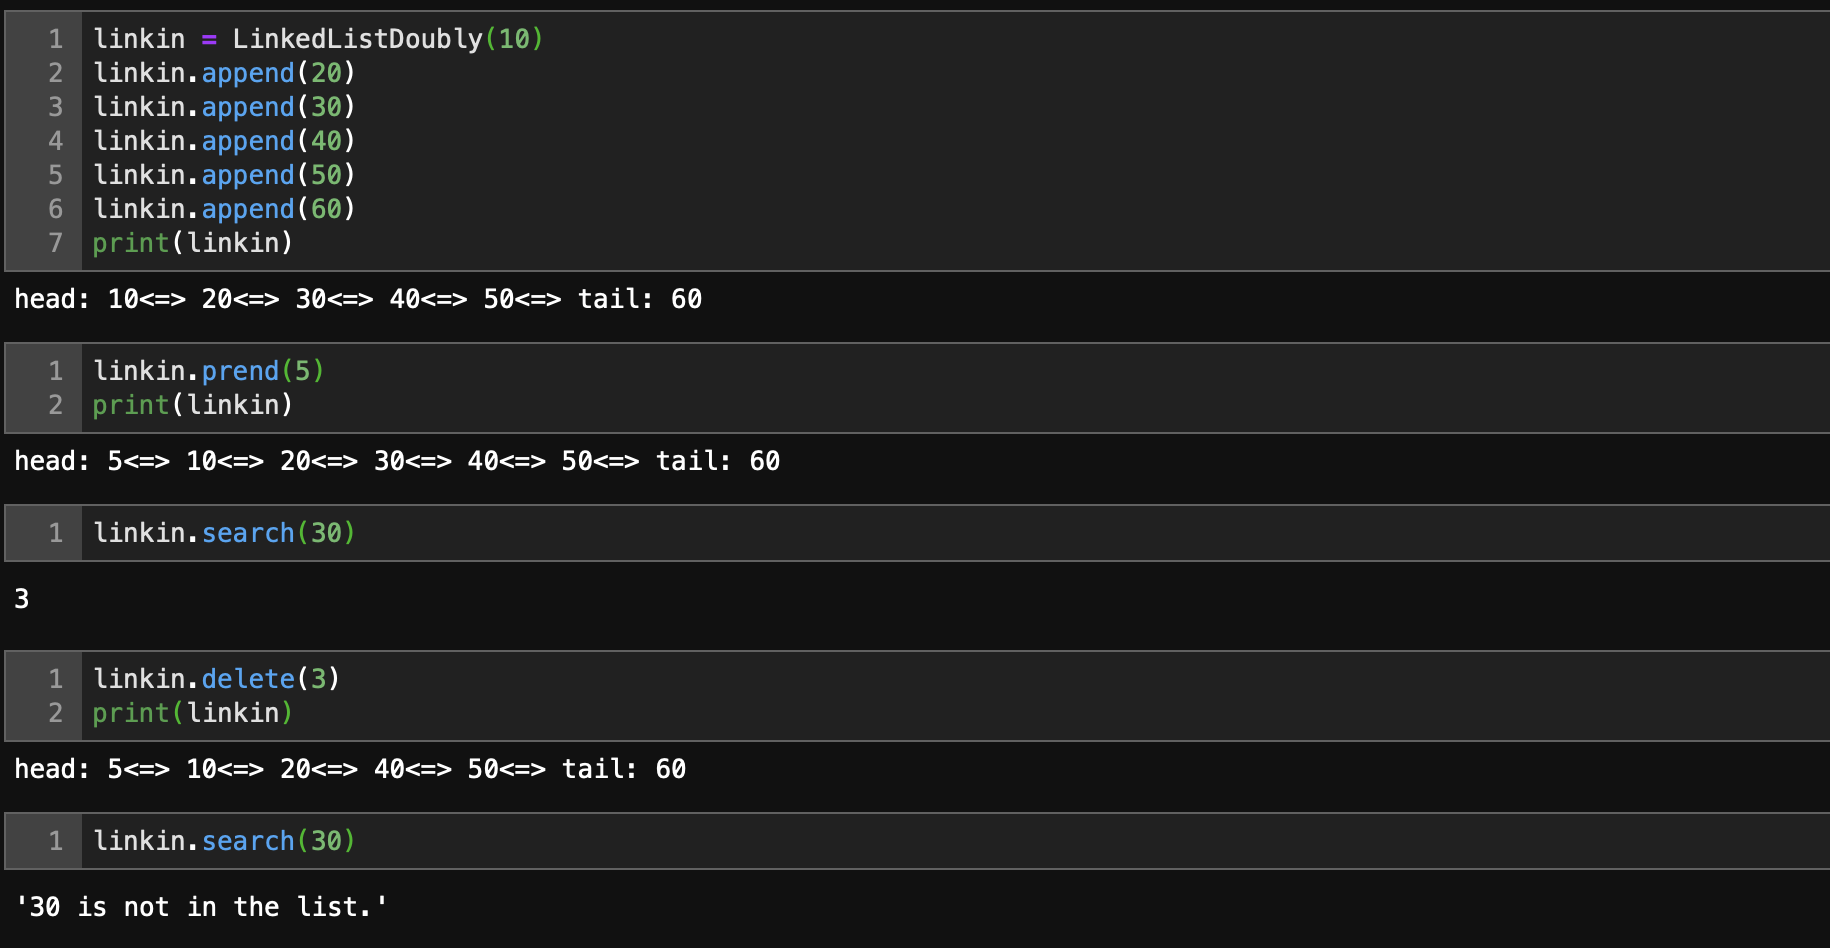 1 linkin = LinkedListDoubly(10)
2 linkin.append(20)
3 linkin.append(30)
4 linkin.append(40)
5 linkin.append(50)
6 linkin.append(60)
7 print(linkin)
head: 10<=> 20<=> 30<=> 40<=> 50<=> tail: 60
1 linkin.prend(5)
2 print(linkin)
head: 5<=> 10<=> 20<=> 30<=> 40<=> 50<=> tail: 60
1 linkin.search(30)
3
1 linkin.delete(3)
2 print(linkin)
head: 5<=> 10<=> 20<=> 40<=> 50<=> tail: 60
1 linkin.search(30)
'30 is not in the list.'